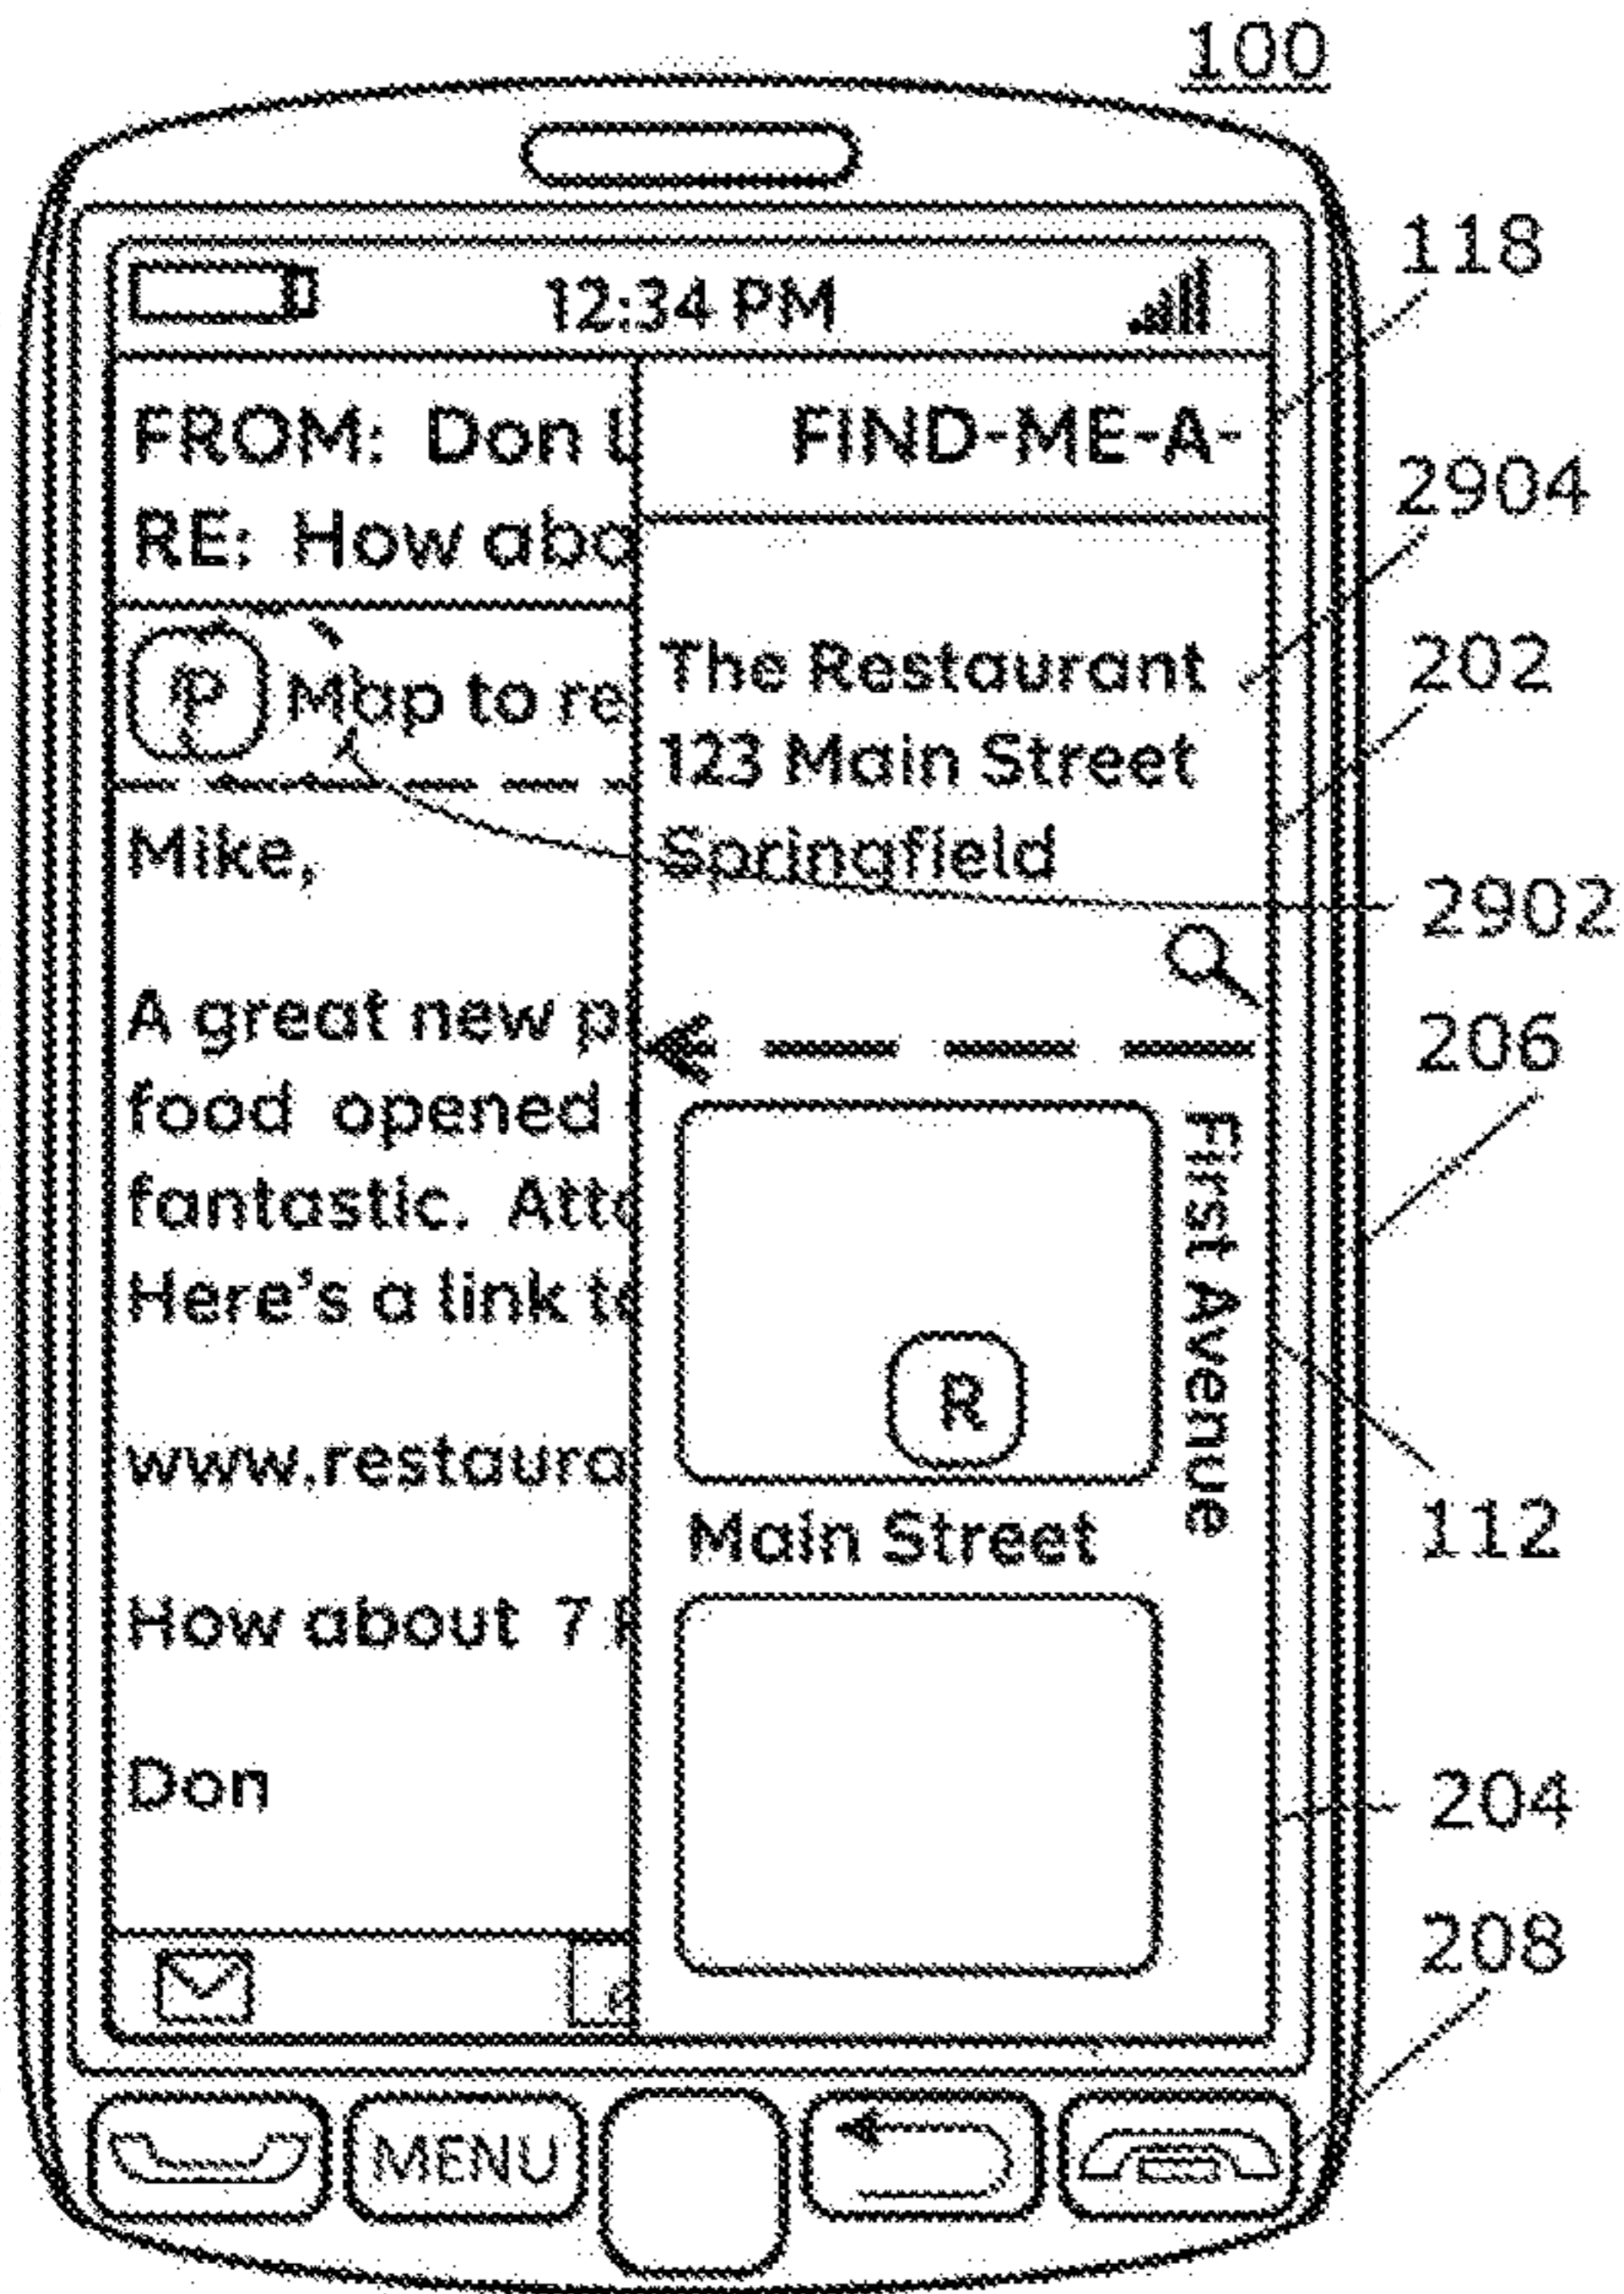 100
12:34 PM
118
FROM: Don
RE: How abo
FIND-ME-A-
2904
P Map to re
The Restaurant
123 Main Street
Springfield
202
2902
Mike,
206
A great new p
food opened
fantastic. Atta
Here's a link to
www.restaura
How about 7 P
Don
First Avenue
R
Main Street
112
204
208
MENU